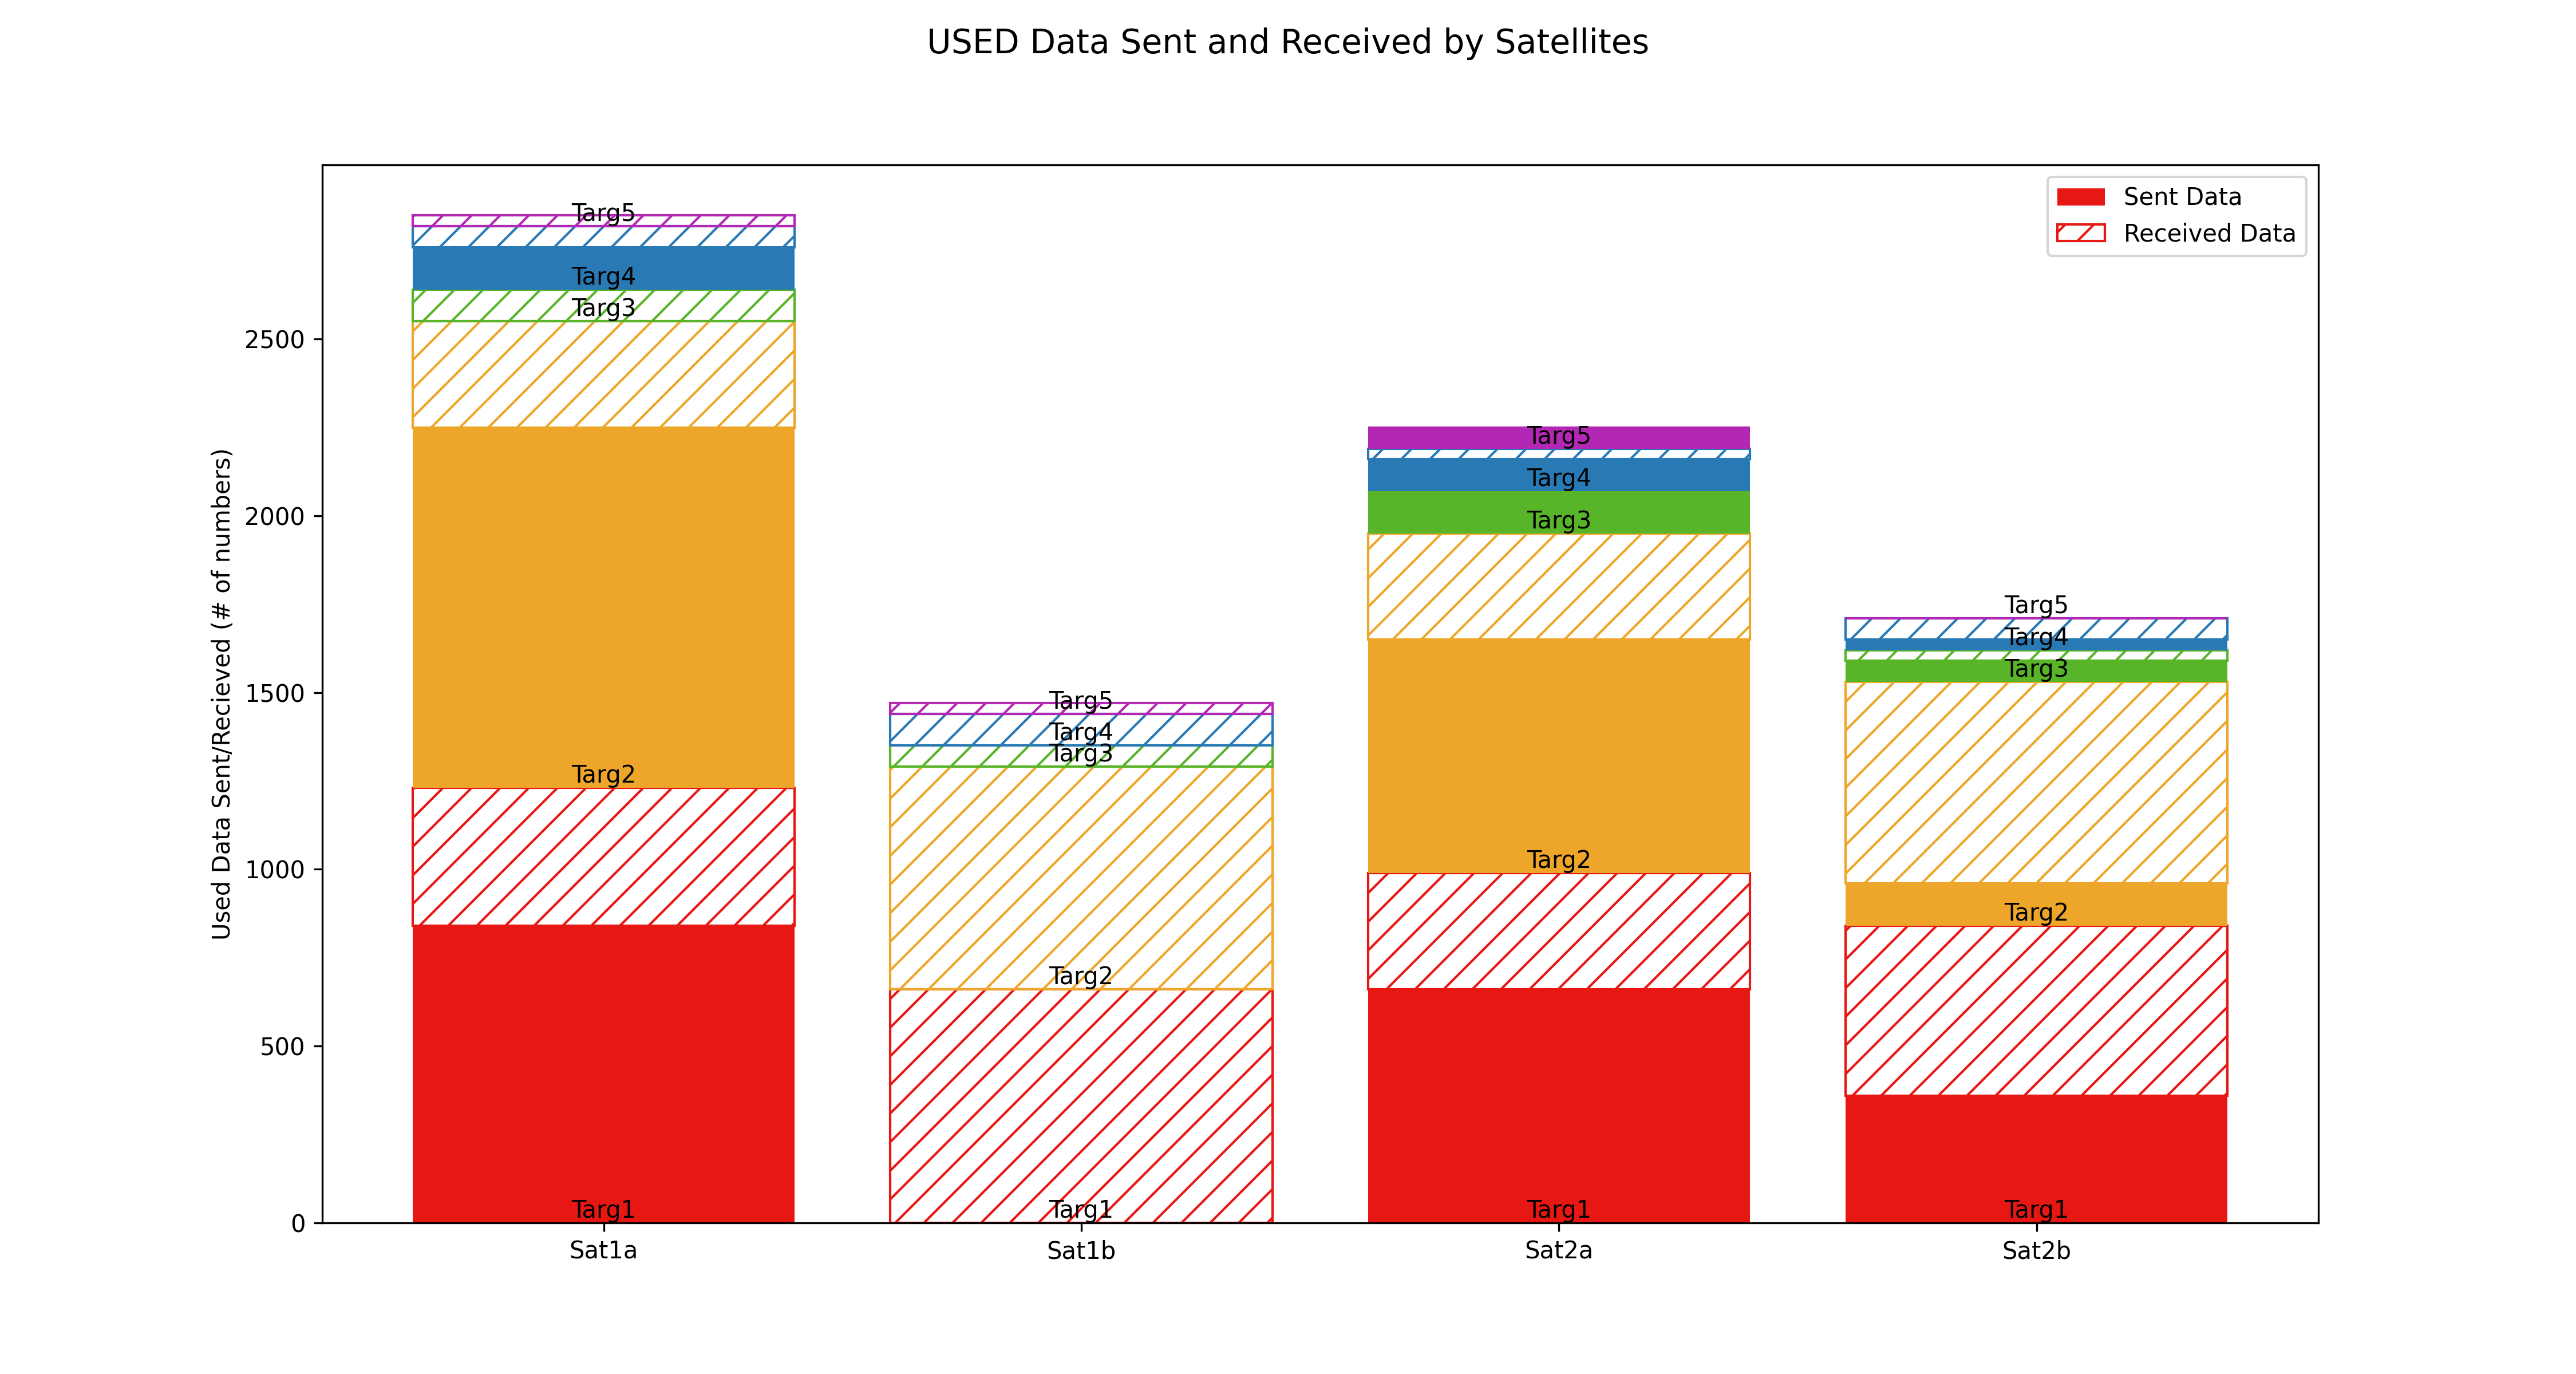 USED Data Sent and Received by Satellites
Sent Data
Received Data
Used Data Sent/Recieved (# of numbers)
2500
2000
1500
1000
500
0
Targ5
Targ4
Targ3
Targ2
Targ1
Targ5
Targ4
Targ3
Targ2
Targ1
Targ5
Targ4
Targ3
Targ2
Targ1
Targ5
Targ4
Targ3
Targ2
Targ1
Sat1a
Sat1b
Sat2a
Sat2b